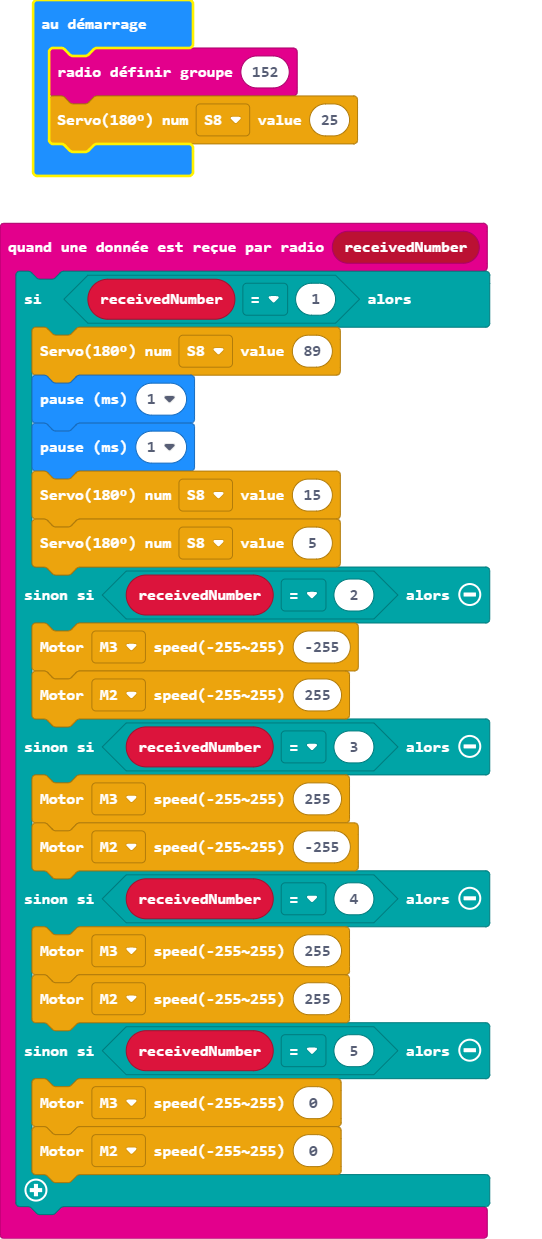 au démarrage
radio définir groupe 152
Servo(180º) num S8 value 25
quand une donnée est reçue par radio receivedNumber
si receivedNumber = 1 alors
Servo(180º) num S8 value 89
pause (ms) 1
pause (ms) 1
Servo(180º) num S8 value 15
Servo(180º) num S8 value 5
sinon si receivedNumber = 2 alors
Motor M3 speed(-255~255) -255
Motor M2 speed(-255~255) 255
sinon si receivedNumber = 3 alors
Motor M3 speed(-255~255) 255
Motor M2 speed(-255~255) -255
sinon si receivedNumber = 4 alors
Motor M3 speed(-255~255) 255
Motor M2 speed(-255~255) 255
sinon si receivedNumber = 5 alors
Motor M3 speed(-255~255) 0
Motor M2 speed(-255~255) 0